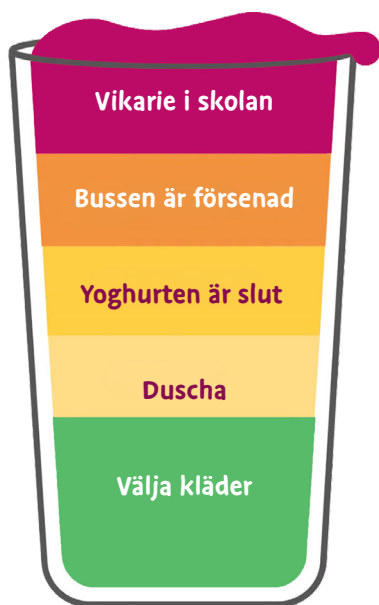 Vikarie i skolan
Bussen är försenad
Yoghurten är slut
Duscha
Välja kläder